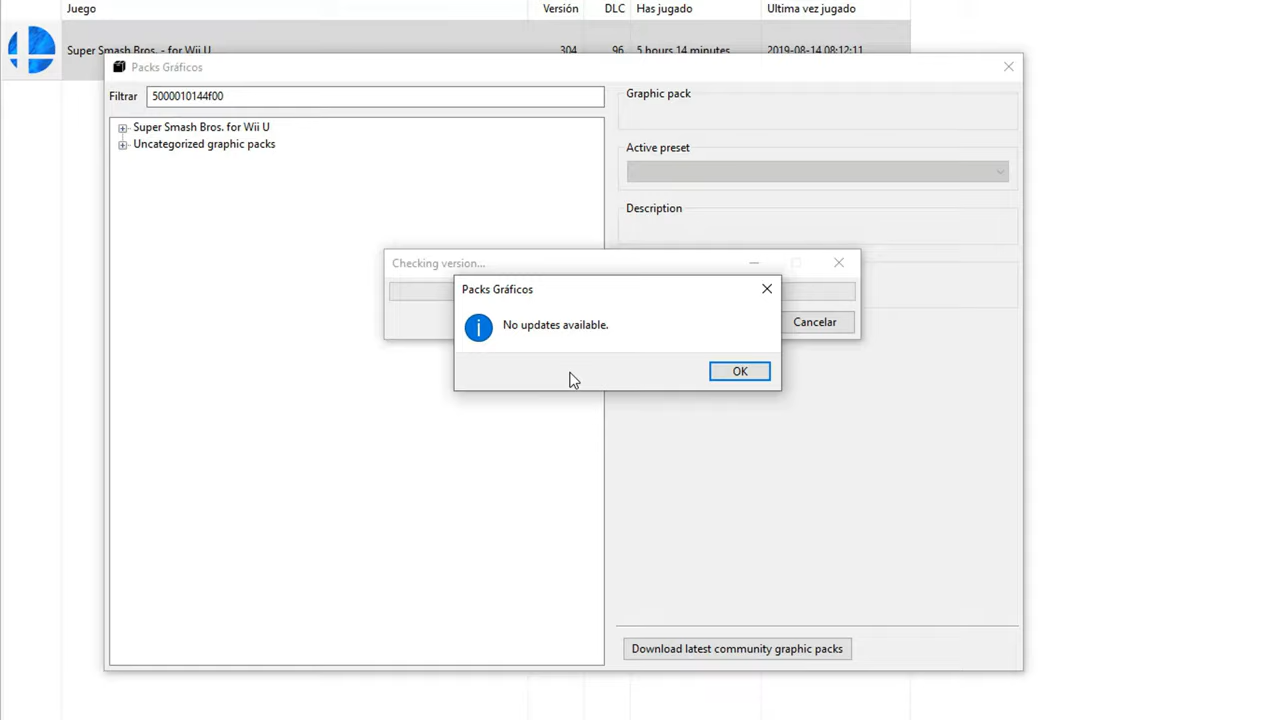 Juego Versión DLC Has jugado Ultima vez jugado
Super Smash Bros. - for Wii U 304 96 5 hours 14 minutes 2019-08-14 08:12:11
Packs Gráficos
Filtrar 5000010144f00
Graphic pack
Super Smash Bros. for Wii U
Uncategorized graphic packs
Active preset
Description
Checking version...
Packs Gráficos
No updates available.
Cancelar
OK
Download latest community graphic packs